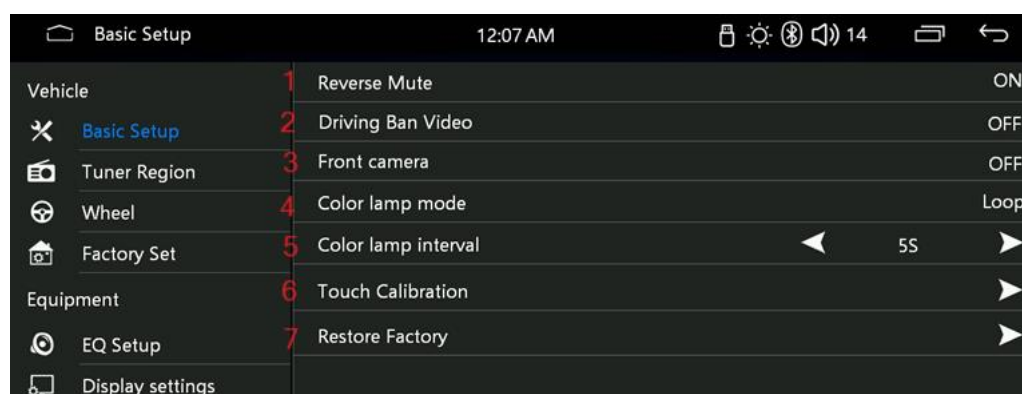 Basic Setup 12:07 AM 14
Vehicle
Basic Setup
Tuner Region
Wheel
Factory Set
Equipment
EQ Setup
Display settings
1 Reverse Mute ON
2 Driving Ban Video OFF
3 Front camera OFF
4 Color lamp mode Loop
5 Color lamp interval 5S
6 Touch Calibration
7 Restore Factory